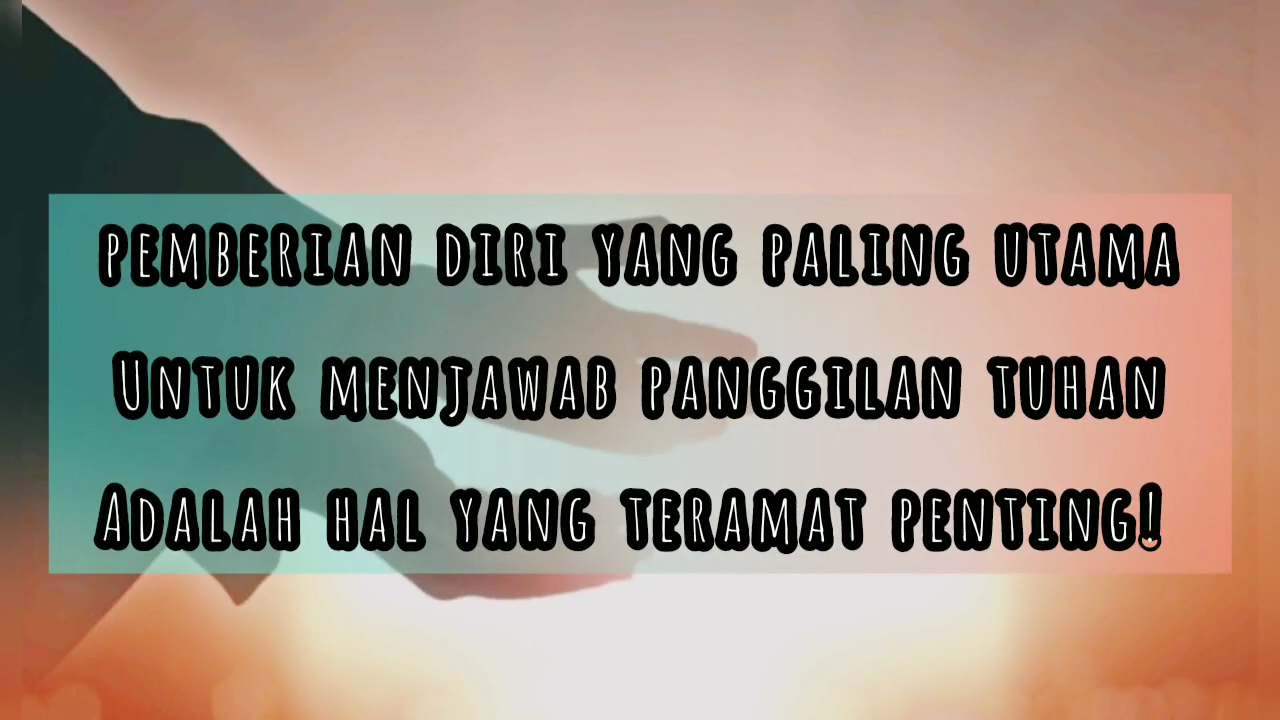 PEMBERIAN DIRI YANG PALING UTAMA
UNTUK MENJAWAB PANGGILAN TUHAN
ADALAH HAL YANG TERAMAT PENTING!